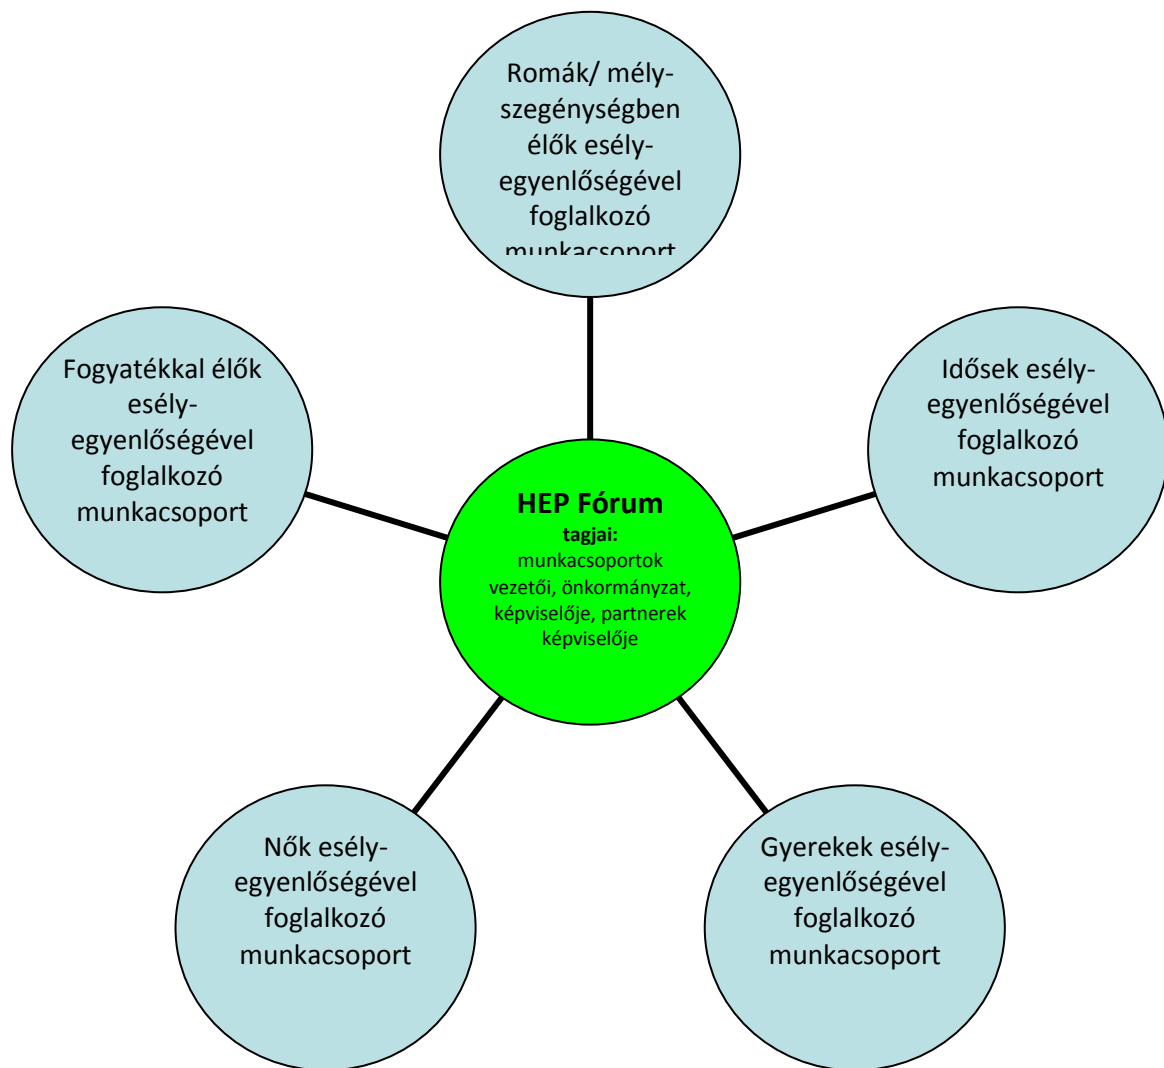 Romák/ mély-
szegénységben
élők esély-
egyenlőségével
foglalkozó
munkacsoport
Fogyatékkal élők
esély-
egyenlőségével
foglalkozó
munkacsoport
Idősek esély-
egyenlőségével
foglalkozó
munkacsoport
HEP Fórum
tagjai:
munkacsoportok
vezetői, önkormányzat,
képviselője, partnerek
képviselője
Nők esély-
egyenlőségével
foglalkozó
munkacsoport
Gyerekek esély-
egyenlőségével
foglalkozó
munkacsoport